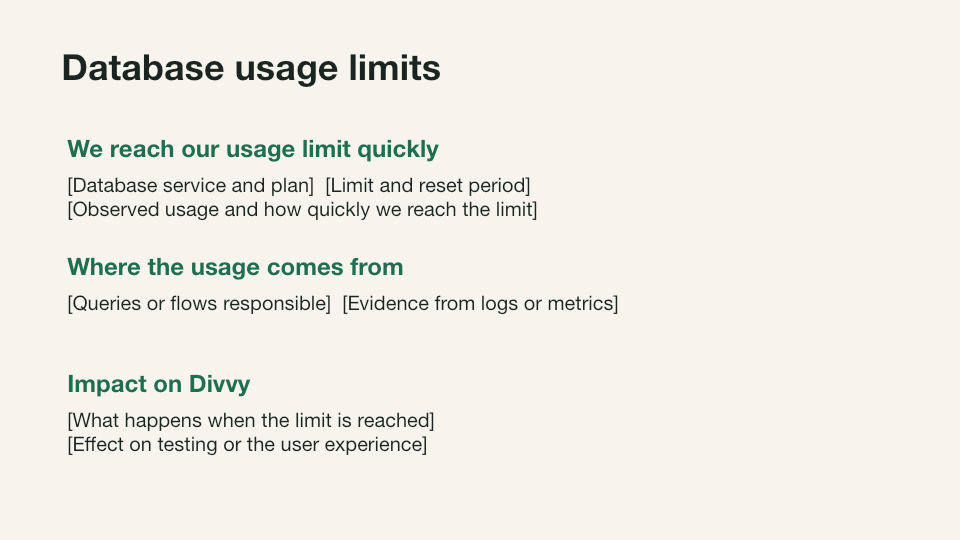 Database usage limits
We reach our usage limit quickly
[Database service and plan]  [Limit and reset period]
[Observed usage and how quickly we reach the limit]
Where the usage comes from
[Queries or flows responsible]  [Evidence from logs or metrics]
Impact on Divvy
[What happens when the limit is reached]
[Effect on testing or the user experience]